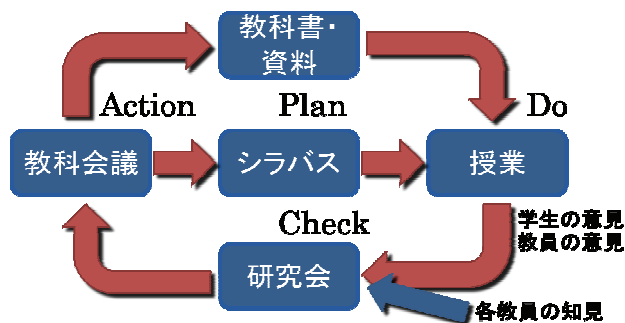 教科書・
資料
Action
Plan
Do
教科会議
シラバス
授業
学生の意見
教員の意見
Check
研究会
各教員の知見